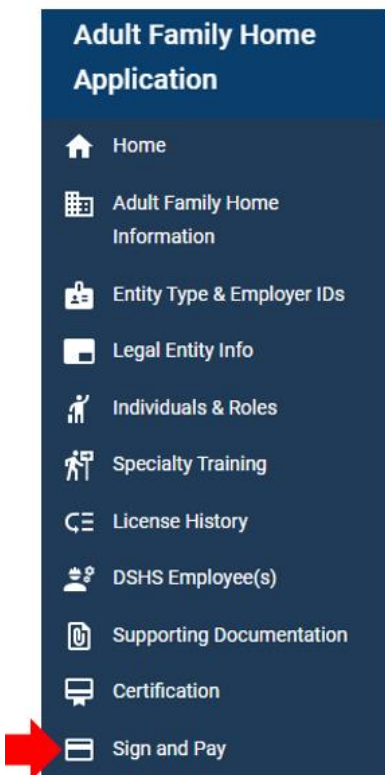 Adult Family Home
Application
Home
Adult Family Home
Information
Entity Type & Employer IDs
Legal Entity Info
Individuals & Roles
Specialty Training
License History
DSHS Employee(s)
Supporting Documentation
Certification
Sign and Pay